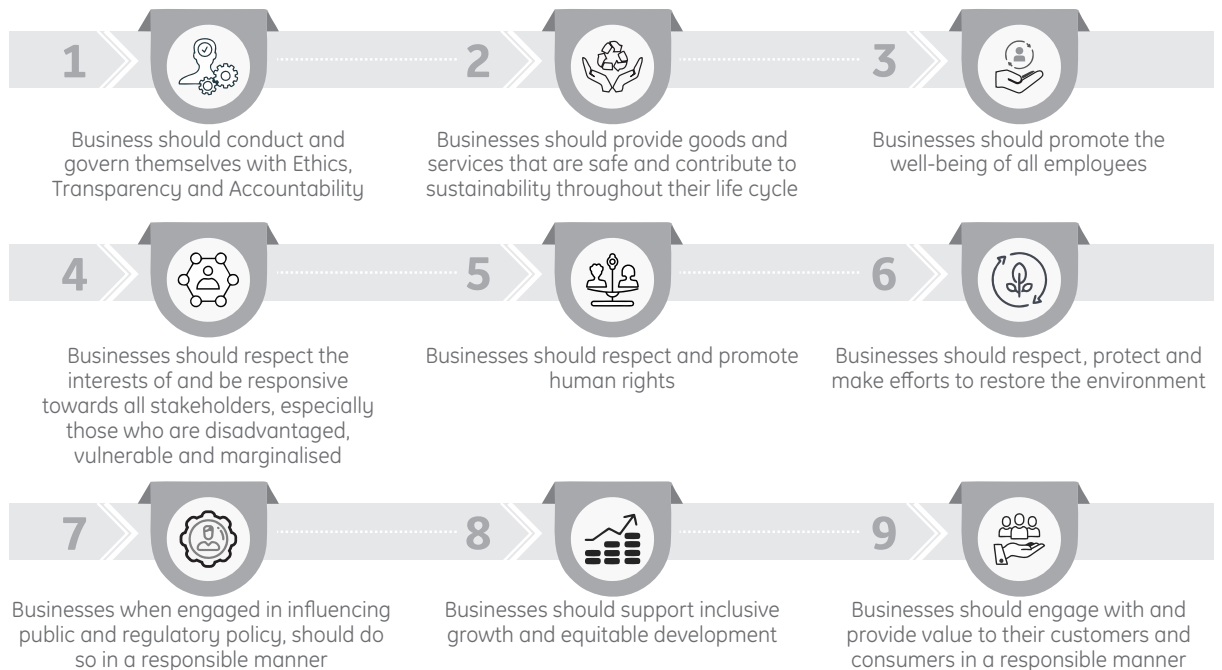 1
Business should conduct and
govern themselves with Ethics,
Transparency and Accountability
2
Businesses should provide goods and
services that are safe and contribute to
sustainability throughout their life cycle
3
Businesses should promote the
well-being of all employees
4
Businesses should respect the
interests of and be responsive
towards all stakeholders, especially
those who are disadvantaged,
vulnerable and marginalised
5
Businesses should respect and promote
human rights
6
Businesses should respect, protect and
make efforts to restore the environment
7
Businesses when engaged in influencing
public and regulatory policy, should do
so in a responsible manner
8
Businesses should support inclusive
growth and equitable development
9
Businesses should engage with and
provide value to their customers and
consumers in a responsible manner